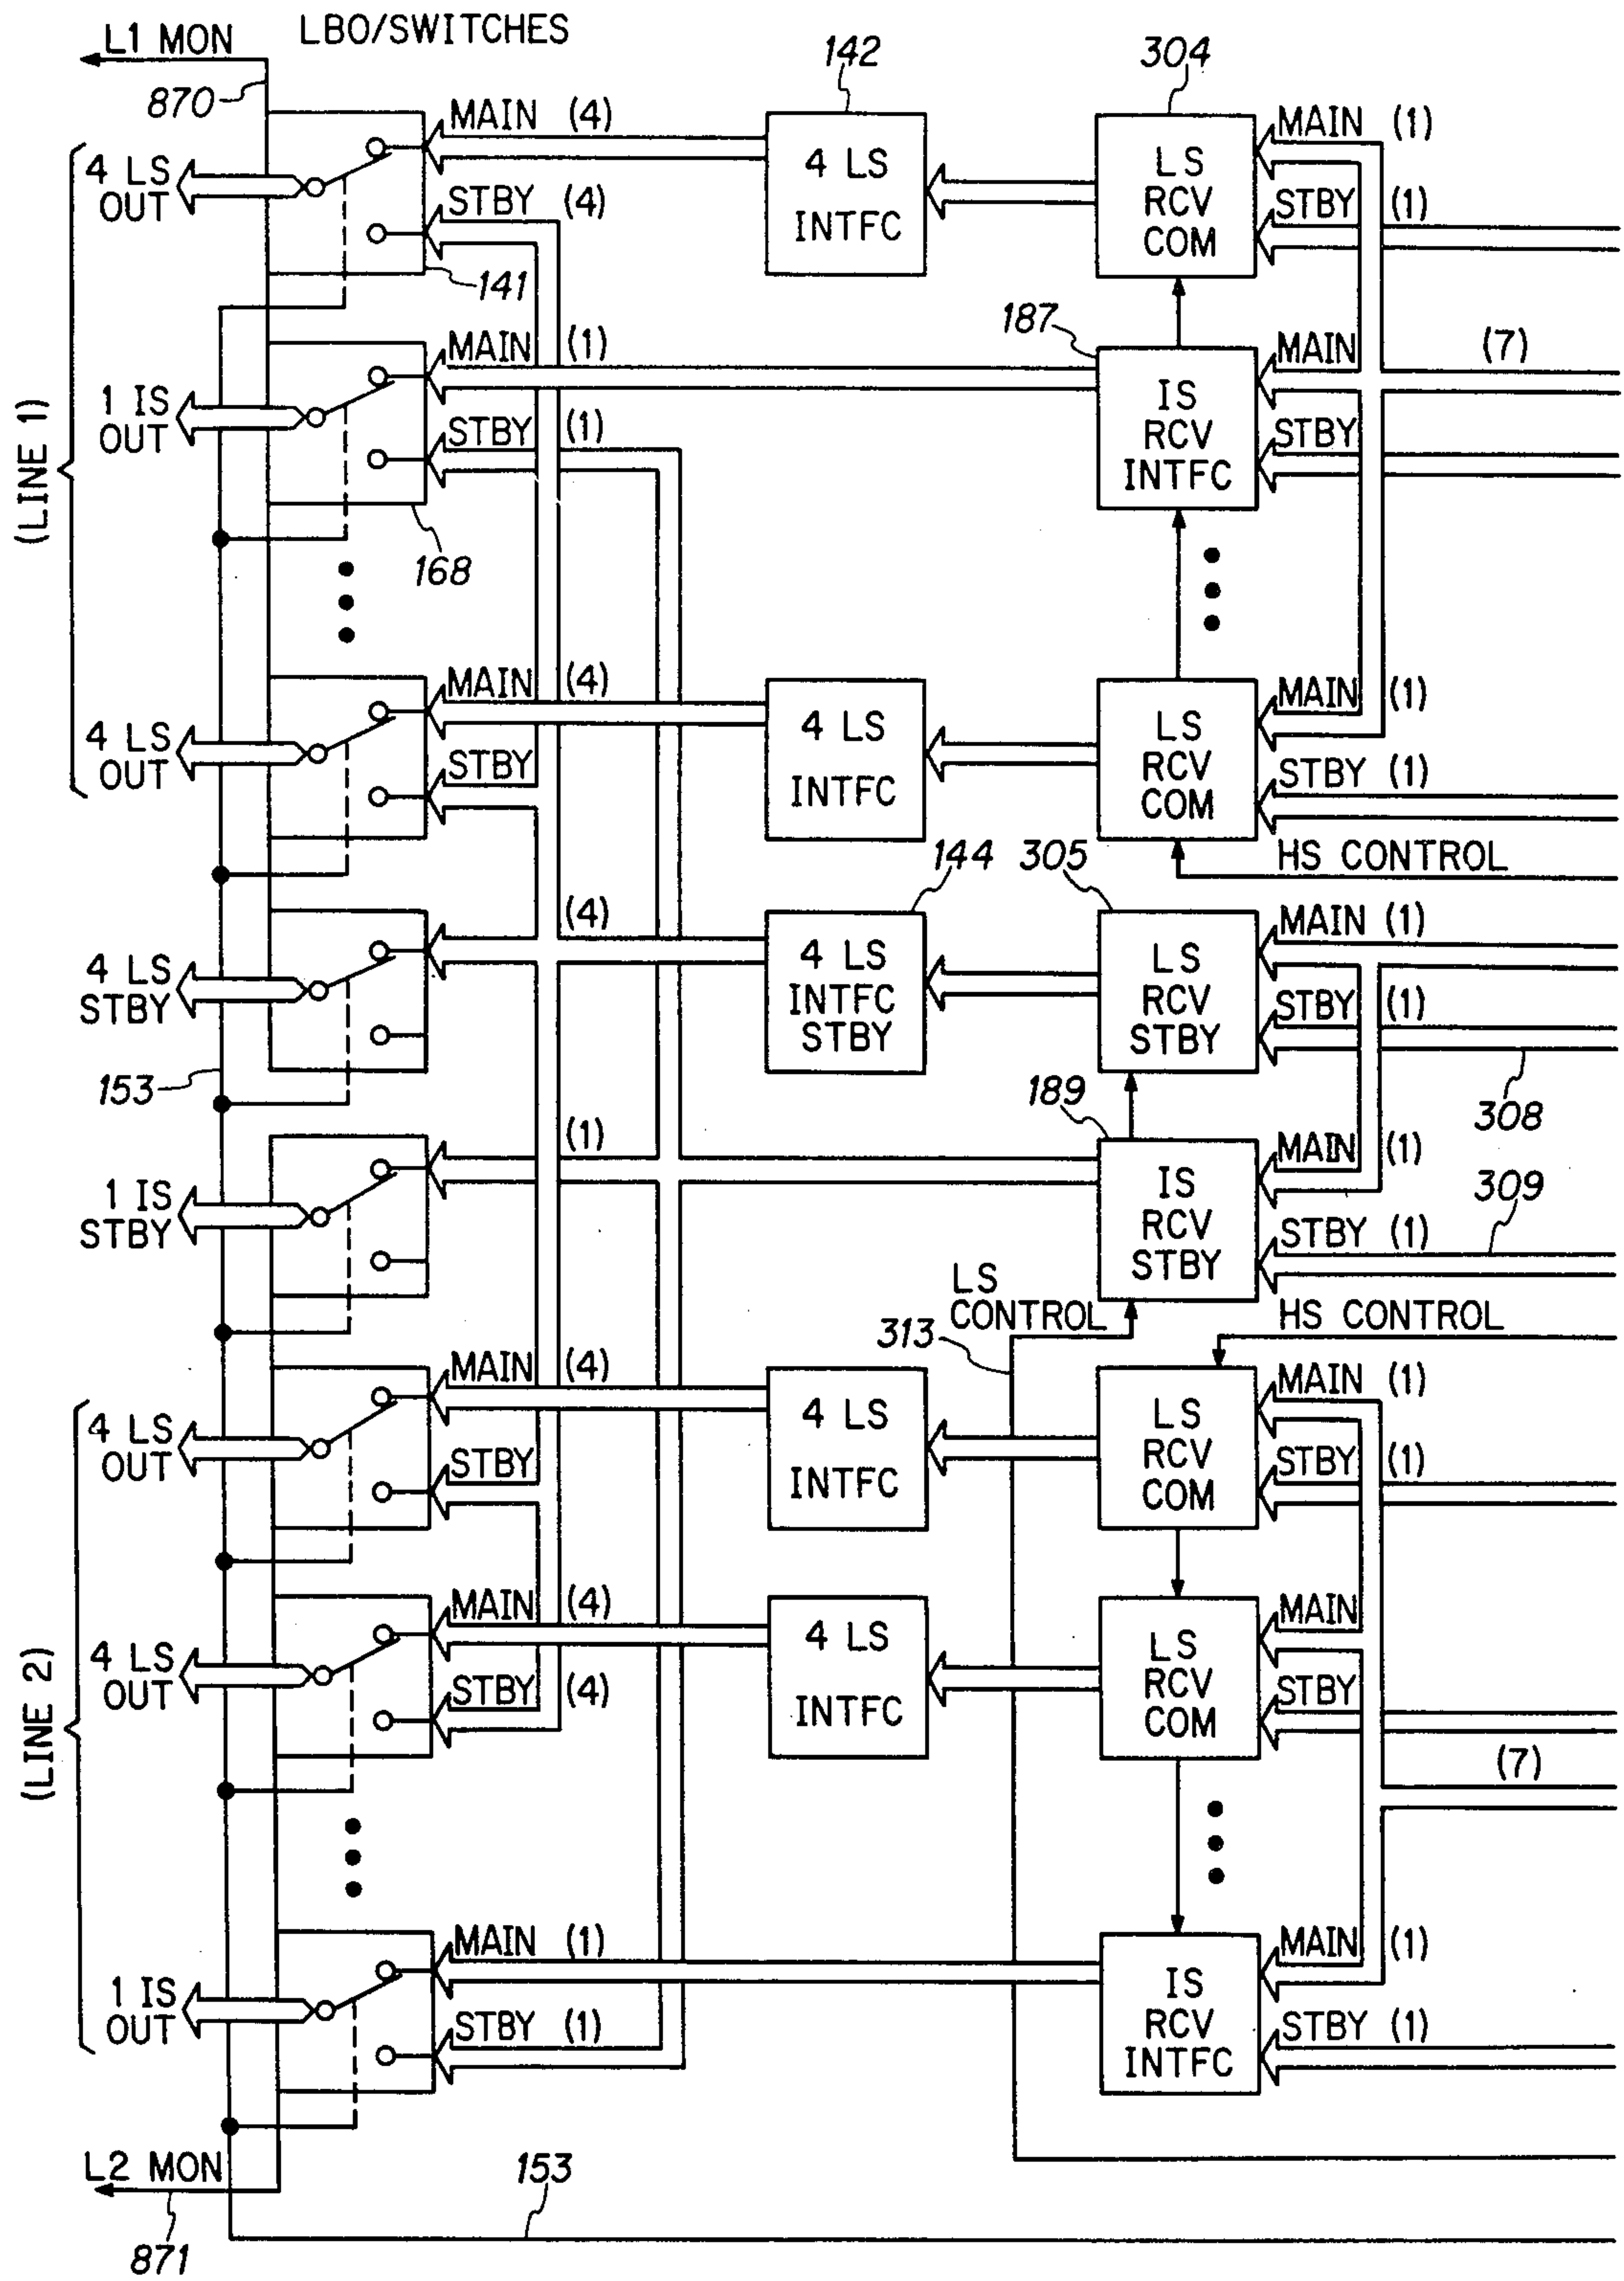 L1 MON
LBO/SWITCHES
870
142
304
4 LS
OUT
MAIN (4)
STBY (4)
141
4 LS
INTFC
LS
RCV
COM
MAIN (1)
STBY (1)
(LINE 1)
1 IS
OUT
MAIN (1)
STBY (1)
168
187
IS
RCV
INTFC
MAIN
(7)
STBY
4 LS
OUT
MAIN (4)
STBY
4 LS
INTFC
LS
RCV
COM
MAIN (1)
STBY (1)
HS CONTROL
144
305
4 LS
STBY
(4)
4 LS
INTFC
STBY
LS
RCV
STBY
MAIN (1)
STBY (1)
308
153
189
1 IS
STBY
(1)
IS
RCV
STBY
MAIN (1)
309
STBY (1)
LS
CONTROL
313
HS CONTROL
(LINE 2)
4 LS
OUT
MAIN (4)
STBY
4 LS
INTFC
LS
RCV
COM
MAIN (1)
STBY (1)
4 LS
OUT
MAIN (4)
STBY (4)
4 LS
INTFC
LS
RCV
COM
MAIN
STBY
(7)
1 IS
OUT
MAIN (1)
STBY (1)
IS
RCV
INTFC
MAIN (1)
STBY (1)
L2 MON
871
153